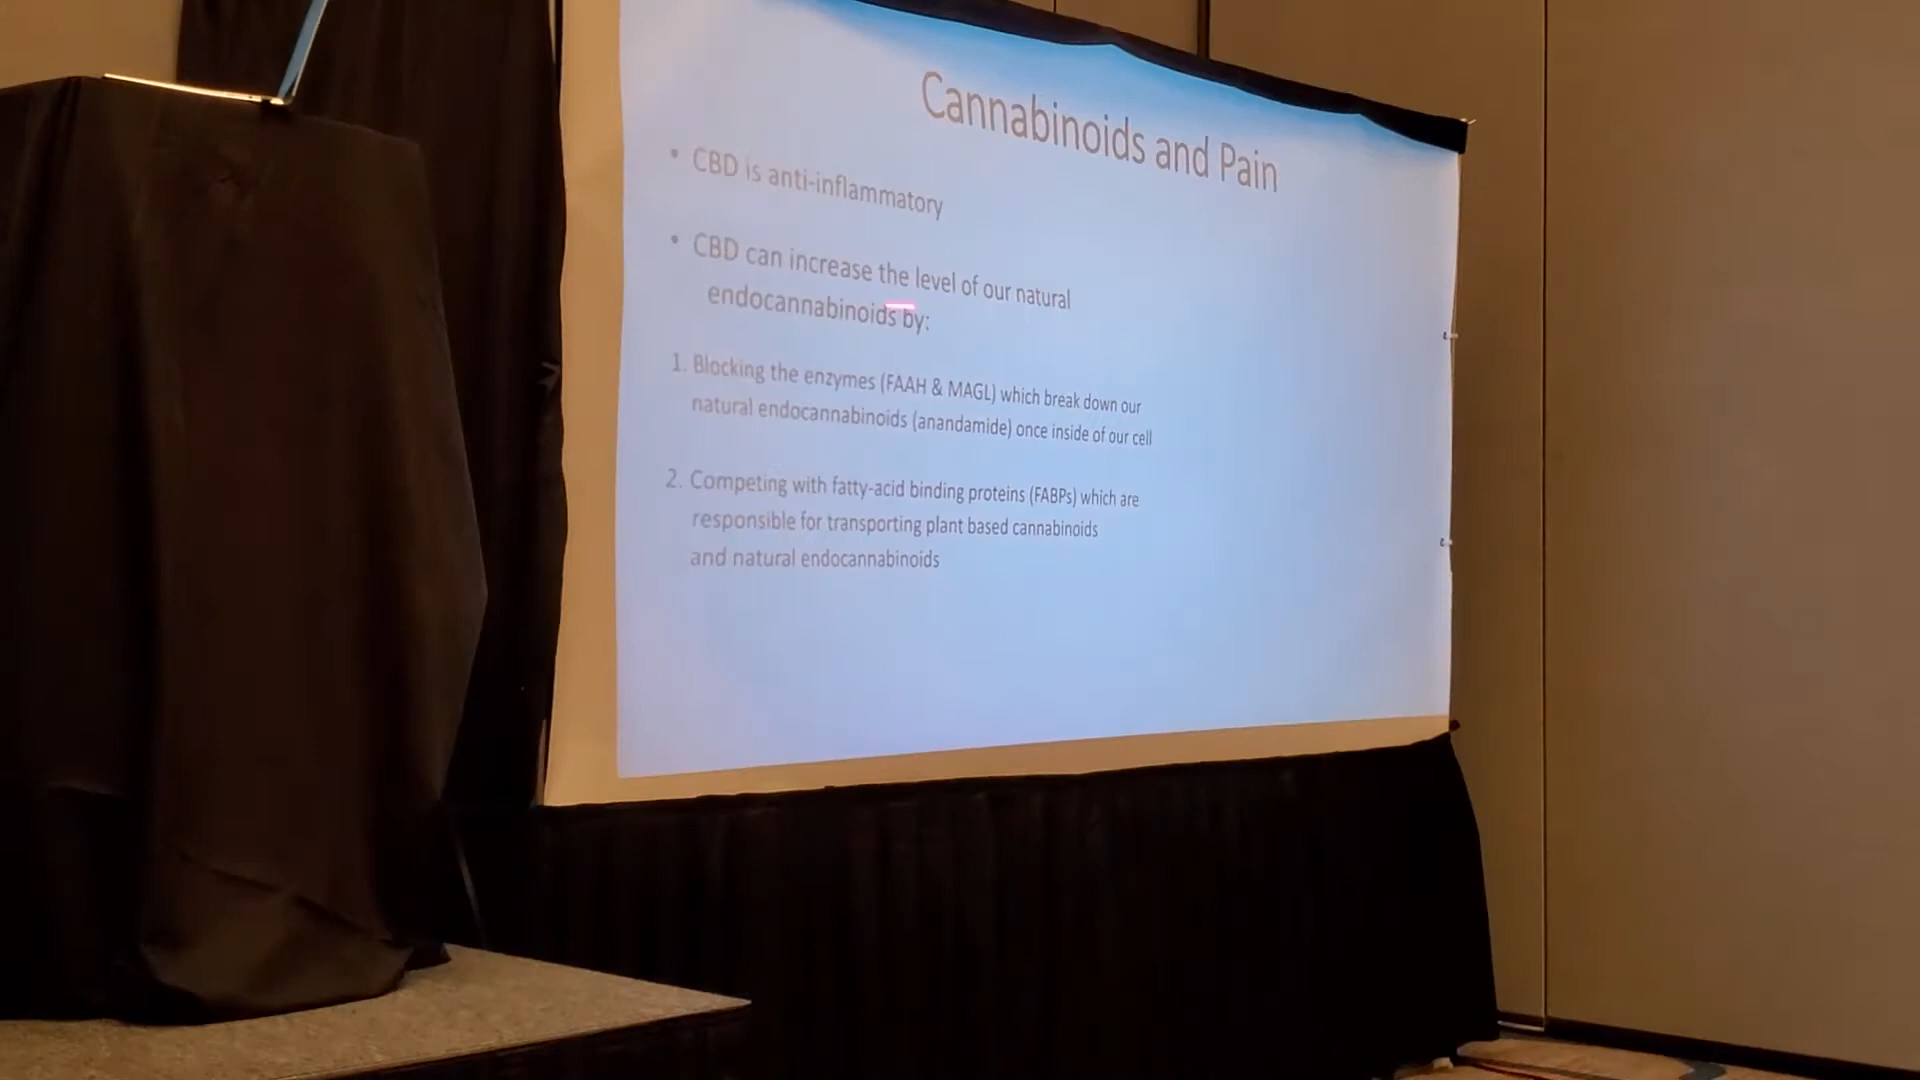 Cannabinoids and Pain
• CBD is anti-inflammatory
• CBD can increase the level of our natural
endocannabinoids by:
1. Blocking the enzymes (FAAH & MAGL) which break down our
natural endocannabinoids (anandamide) once inside of our cell
2. Competing with fatty-acid binding proteins (FABPs) which are
responsible for transporting plant based cannabinoids
and natural endocannabinoids